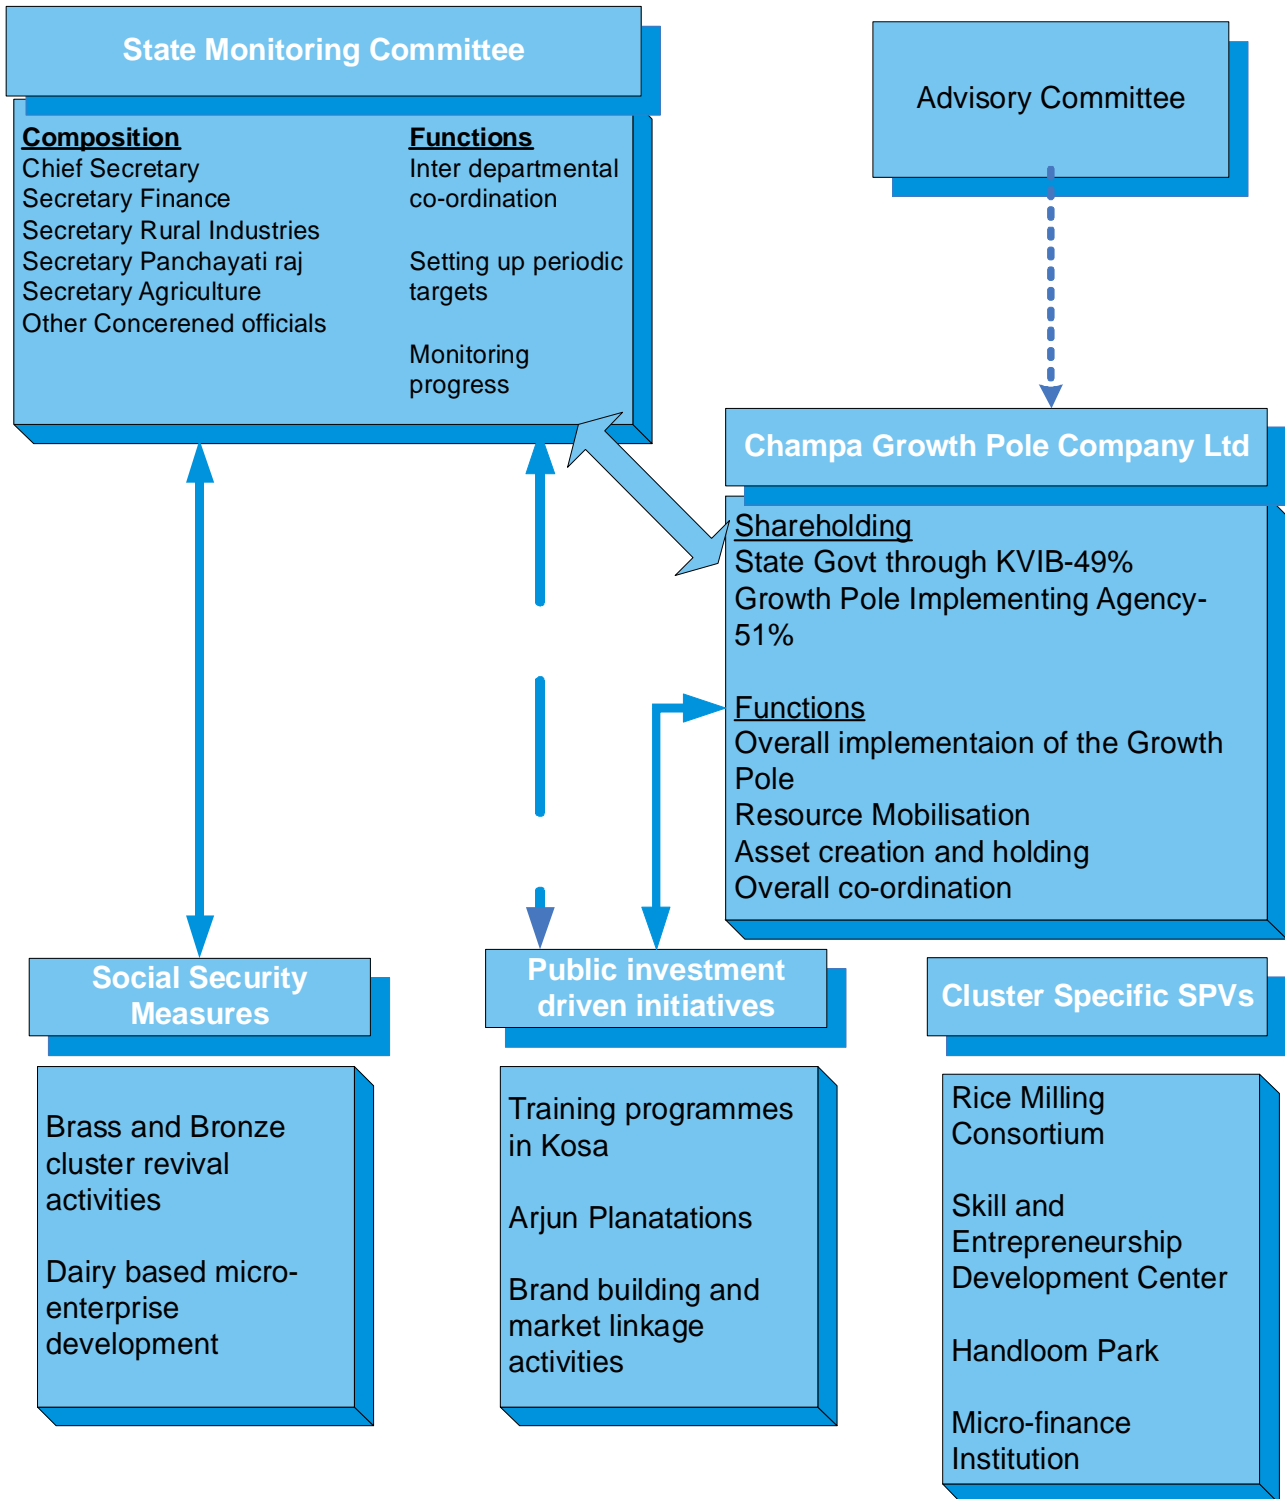 State Monitoring Committee
Composition
Chief Secretary
Secretary Finance
Secretary Rural Industries
Secretary Panchayati raj
Secretary Agriculture
Other Concerened officials
Functions
Inter departmental
co-ordination
Setting up periodic
targets
Monitoring
progress
Advisory Committee
Champa Growth Pole Company Ltd
Shareholding
State Govt through KVIB-49%
Growth Pole Implementing Agency-
51%
Functions
Overall implementaion of the Growth
Pole
Resource Mobilisation
Asset creation and holding
Overall co-ordination
Social Security
Measures
Brass and Bronze
cluster revival
activities
Dairy based micro-
enterprise
development
Public investment
driven initiatives
Training programmes
in Kosa
Arjun Planatations
Brand building and
market linkage
activities
Cluster Specific SPVs
Rice Milling
Consortium
Skill and
Entrepreneurship
Development Center
Handloom Park
Micro-finance
Institution